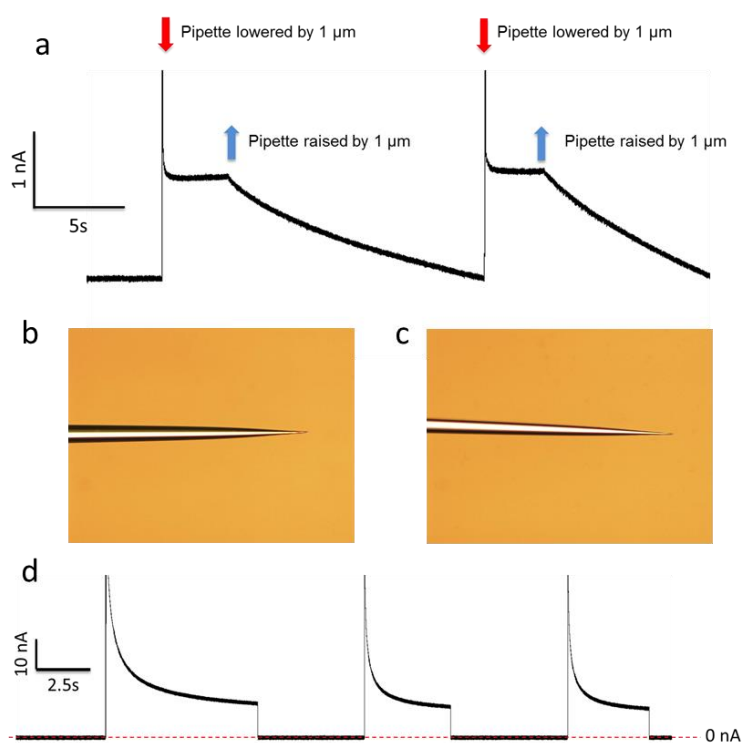 a
Pipette lowered by 1 µm
Pipette lowered by 1 µm
Pipette raised by 1 µm
Pipette raised by 1 µm
1 nA
5s
b
c
d
10 nA
2.5s
0 nA